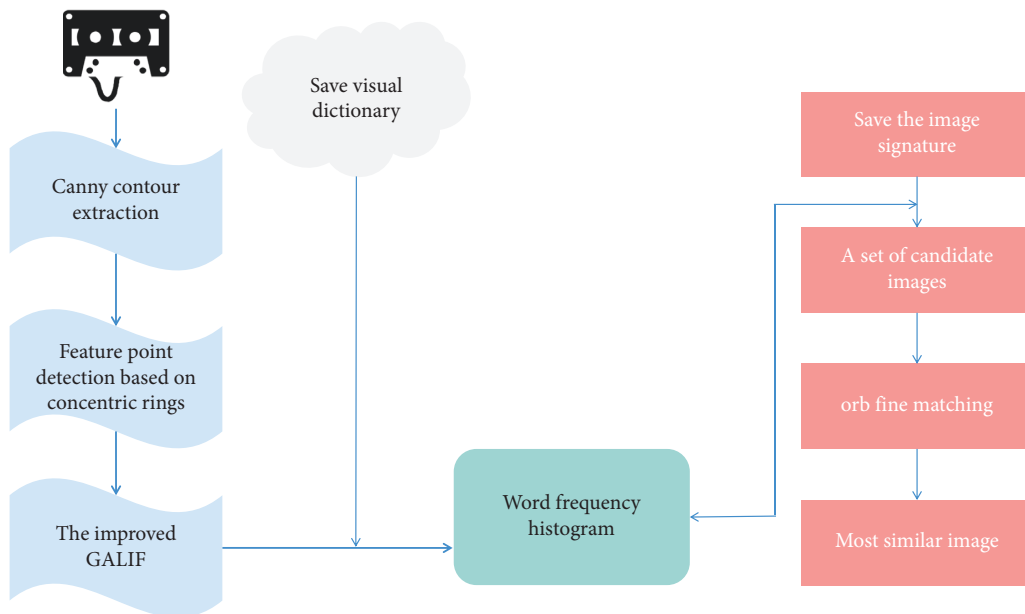 Save visual
dictionary
Canny contour
extraction
Feature point
detection based on
concentric rings
The improved
GALIF
Word frequency
histogram
Save the image
signature
A set of candidate
images
orb fine matching
Most similar image